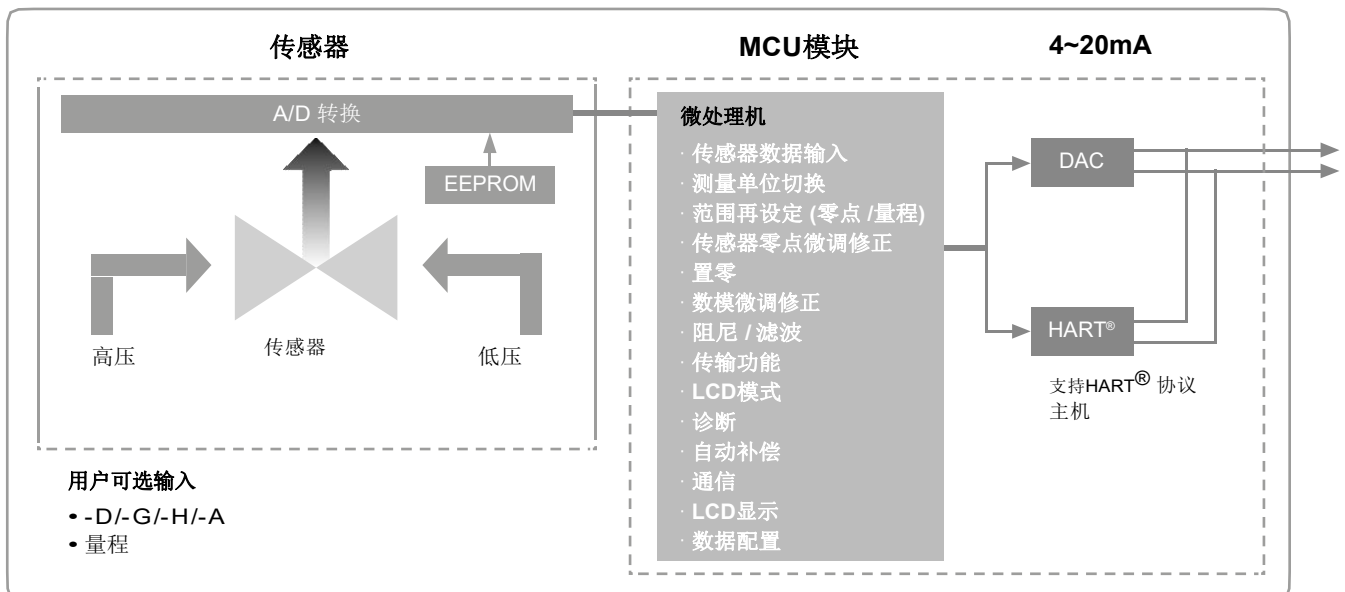 传感器
MCU模块
4~20mA
A/D 转换
EEPROM
高压
传感器
低压
用户可选输入
• -D/-G/-H/-A
• 量程
微处理机
· 传感器数据输入
· 测量单位切换
· 范围再设定 (零点 /量程)
· 传感器零点微调修正
· 置零
· 数模微调修正
· 阻尼 / 滤波
· 传输功能
· LCD模式
· 诊断
· 自动补偿
· 通信
· LCD显示
· 数据配置
DAC
HART®
支持HART® 协议
主机